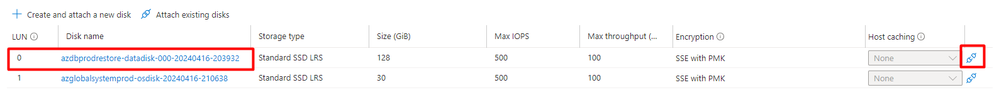 Create and attach a new disk Attach existing disks
LUN Disk name Storage type Size (GiB) Max IOPS Max throughput (... Encryption Host caching
0 azdbprodrestore-datadisk-000-20240416-203932 Standard SSD LRS 128 500 100 SSE with PMK None
1 azglobalsystemprod-osdisk-20240416-210638 Standard SSD LRS 30 500 100 SSE with PMK None